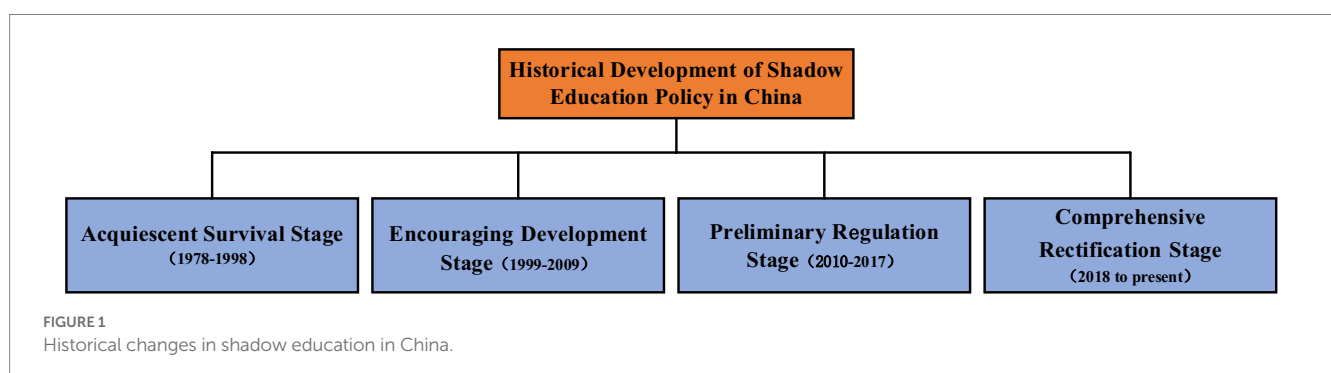 Historical Development of Shadow
Education Policy in China
Acquiescent Survival Stage
（1978-1998）
Encouraging Development
Stage（1999-2009）
Preliminary Regulation
Stage（2010-2017）
Comprehensive
Rectification Stage
（2018 to present）
FIGURE 1
Historical changes in shadow education in China.